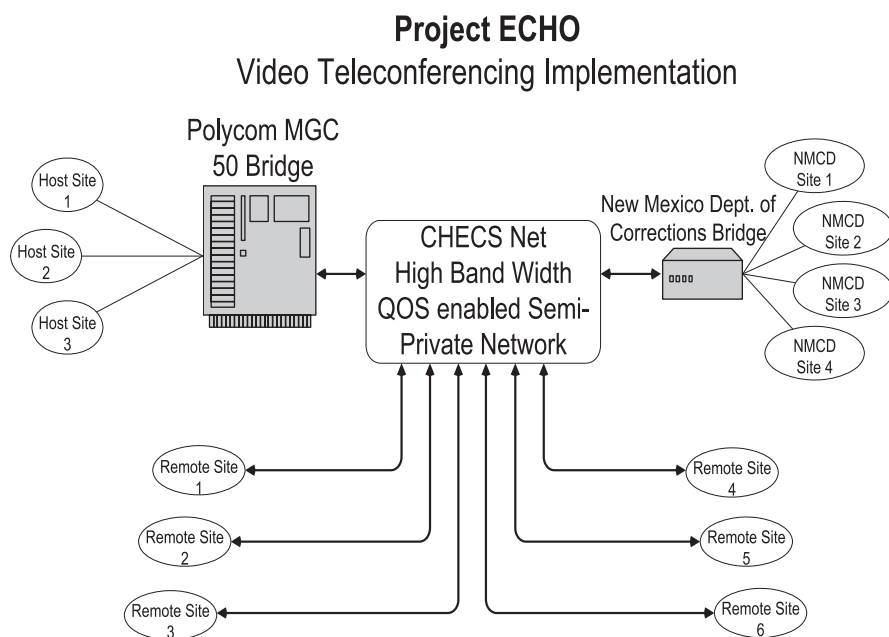 Project ECHO
Video Teleconferencing Implementation
Polycom MGC
50 Bridge
Host Site
1
Host Site
2
Host Site
3
CHECS Net
High Band Width
QOS enabled Semi-
Private Network
New Mexico Dept. of
Corrections Bridge
NMCD
Site 1
NMCD
Site 2
NMCD
Site 3
NMCD
Site 4
Remote Site
1
Remote Site
2
Remote Site
3
Remote Site
4
Remote Site
5
Remote Site
6